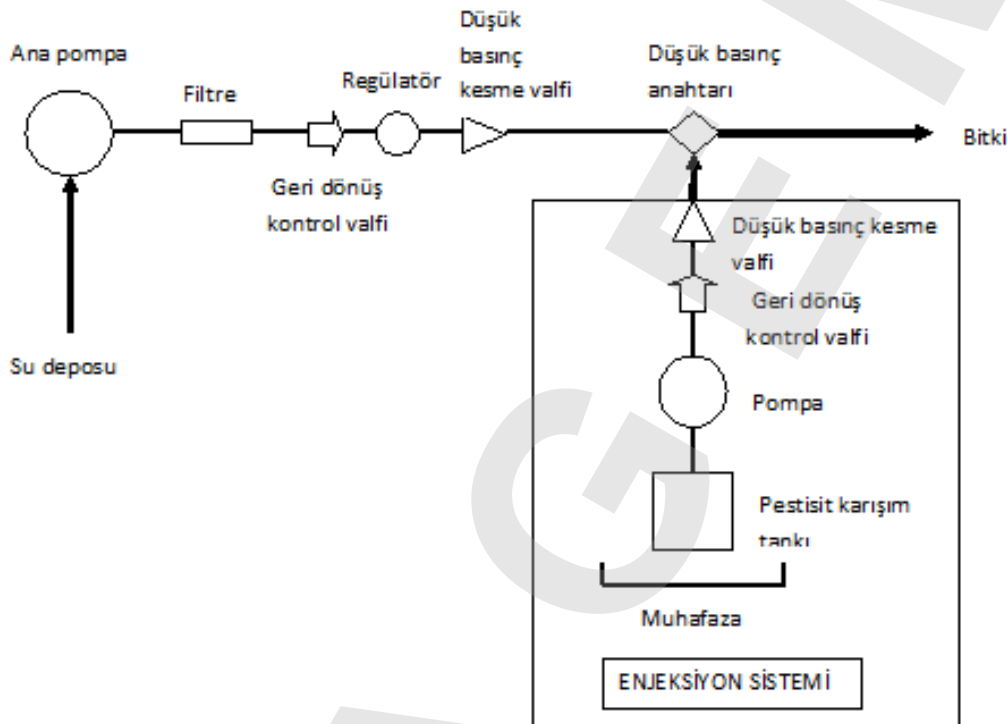 Ana pompa
Filtre
Geri dönüş
kontrol valfi
Regülatör
Düşük
basınç
kesme valfi
Düşük basınç
anahtarı
Bitki
Su deposu
Düşük basınç kesme
valfi
Geri dönüş
kontrol valfi
Pompa
Pestisit karışım
tankı
Muhafaza
ENJEKSİYON SİSTEMİ